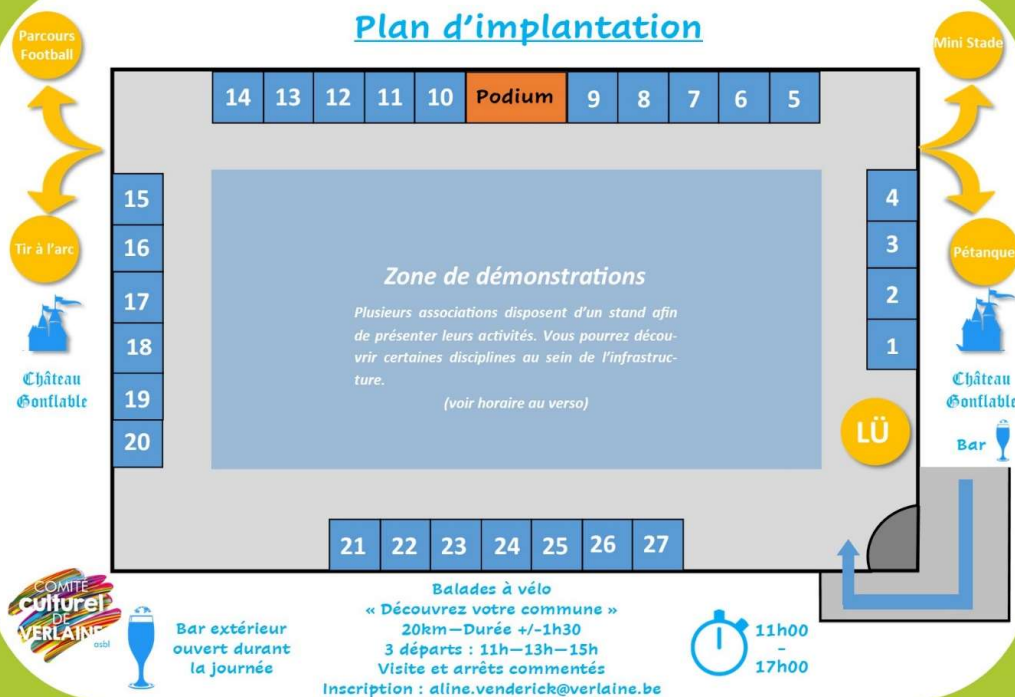 Plan d'implantation
Parcours
Football
Mini Stade
14 13 12 11 10 Podium 9 8 7 6 5
15
16
17
18
19
20
4
3
2
1
Tir à l'arc
Pétanque
Château
Gonflable
Château
Gonflable
Bar
LÜ
Zone de démonstrations
Plusieurs associations disposent d'un stand afin
de présenter leurs activités. Vous pourrez décou-
vrir certaines disciplines au sein de l'infrastruc-
ture.
(voir horaire au verso)
21 22 23 24 25 26 27
COMITÉ
culturel
DE
VERLAINE
asbl
Bar extérieur
ouvert durant
la journée
Balades à vélo
« Découvrez votre commune »
20km—Durée +/-1h30
3 départs : 11h—13h—15h
Visite et arrêts commentés
Inscription : aline.venderick@verlaine.be
11h00
-
17h00